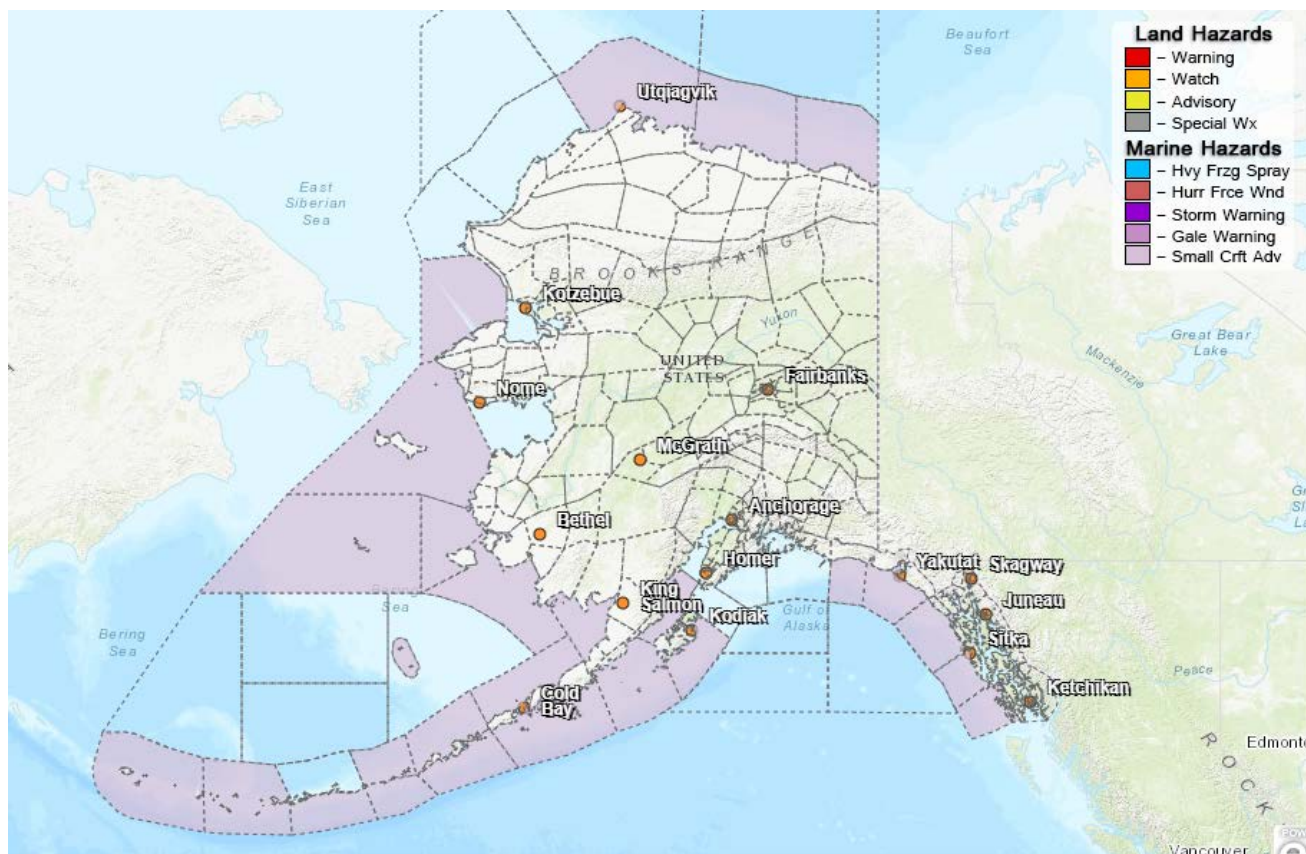 Beaufort
Sea
Land Hazards
– Warning
– Watch
– Advisory
– Special Wx
Marine Hazards
– Hvy Frzg Spray
– Hurr Frce Wnd
– Storm Warning
– Gale Warning
– Small Crft Adv
Utqiagvik
East
Siberian
Sea
BROOKS RANGE
Kotzebue
Yukon
Great Bear
Lake
Mackenzie
UNITED
STATES
Fairbanks
Nome
McGrath
Anchorage
Bethel
Homer
Yakutat
Skagway
King
Salmon
Kodiak
Gulf of
Alaska
Juneau
Sitka
Bering
Sea
Sea
Peace
Ketchikan
Cold
Bay
ROCK
Edmonto
Vancouver
POW